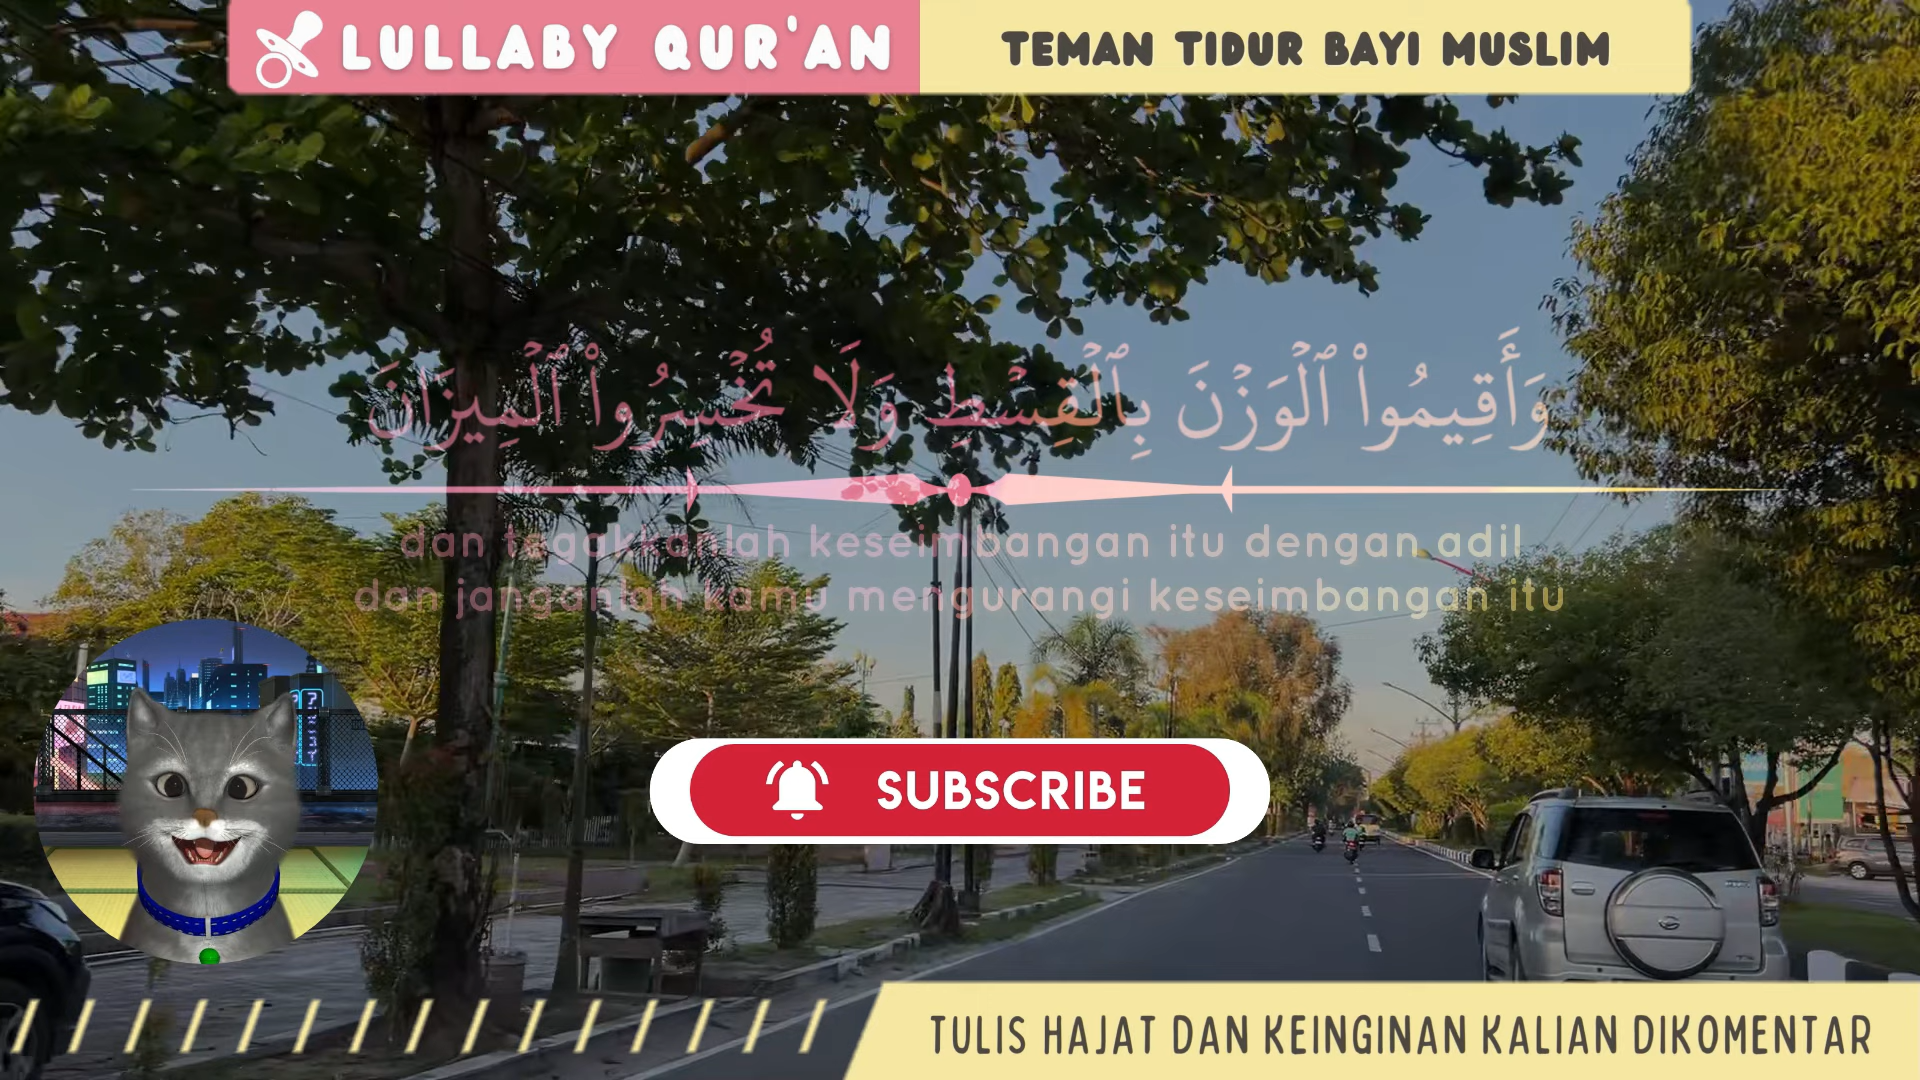 LULLABY QUR'AN
TEMAN TIDUR BAYI MUSLIM
وَأَقِيمُوا۟ ٱلْوَزْنَ بِٱلْقِسْطِ وَلَا تُخْسِرُوا۟ ٱلْمِيزَانَ
dan tegakkanlah keseimbangan itu dengan adil
dan janganlah kamu mengurangi keseimbangan itu
SUBSCRIBE
TULIS HAJAT DAN KEINGINAN KALIAN DIKOMENTAR